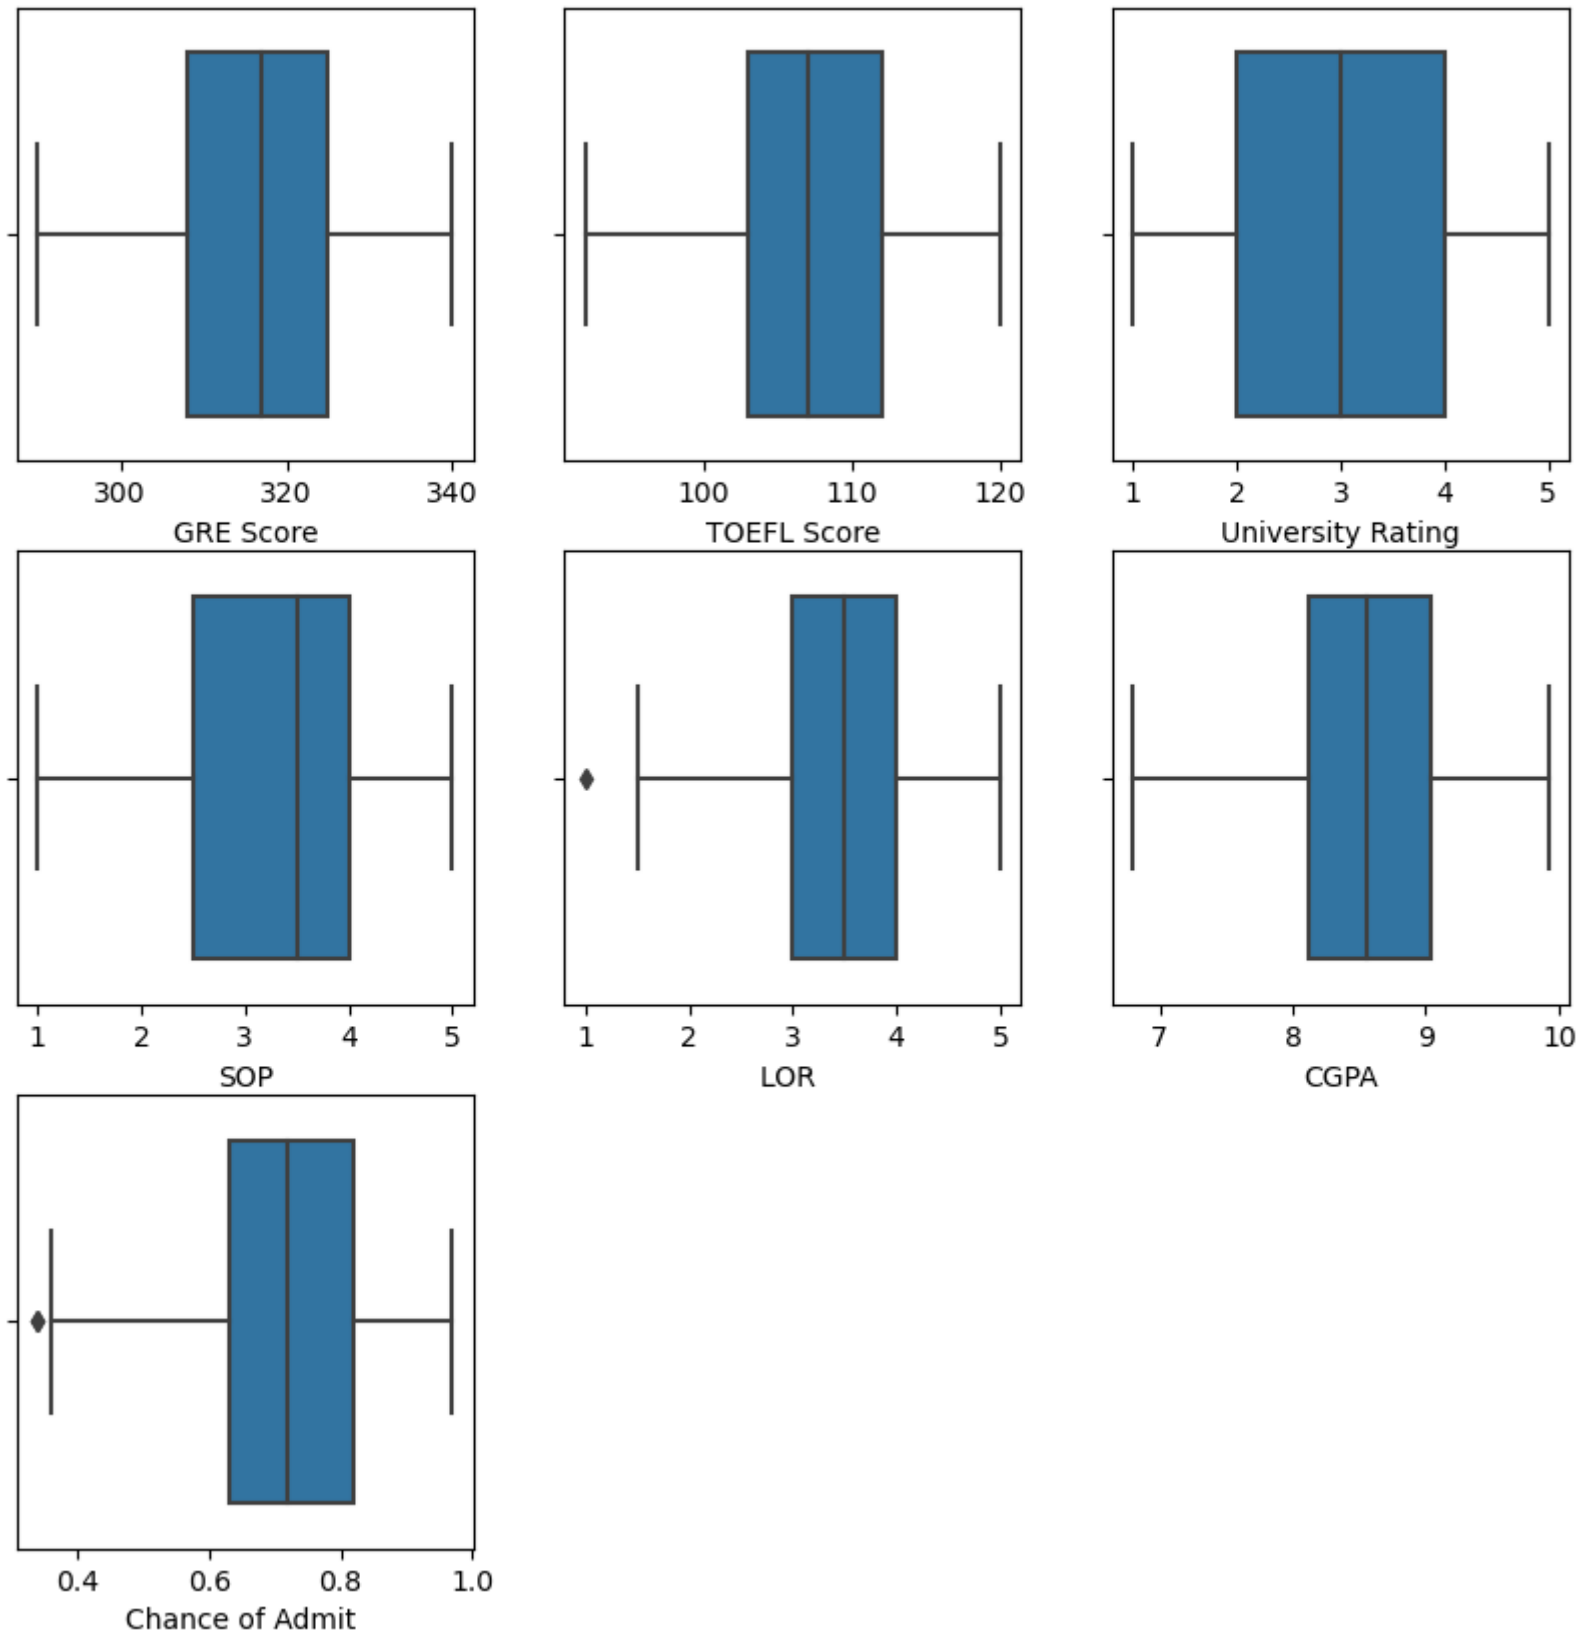 300 320 340
GRE Score
100 110 120
TOEFL Score
1 2 3 4 5
University Rating
1 2 3 4 5
SOP
1 2 3 4 5
LOR
7 8 9 10
CGPA
0.4 0.6 0.8 1.0
Chance of Admit